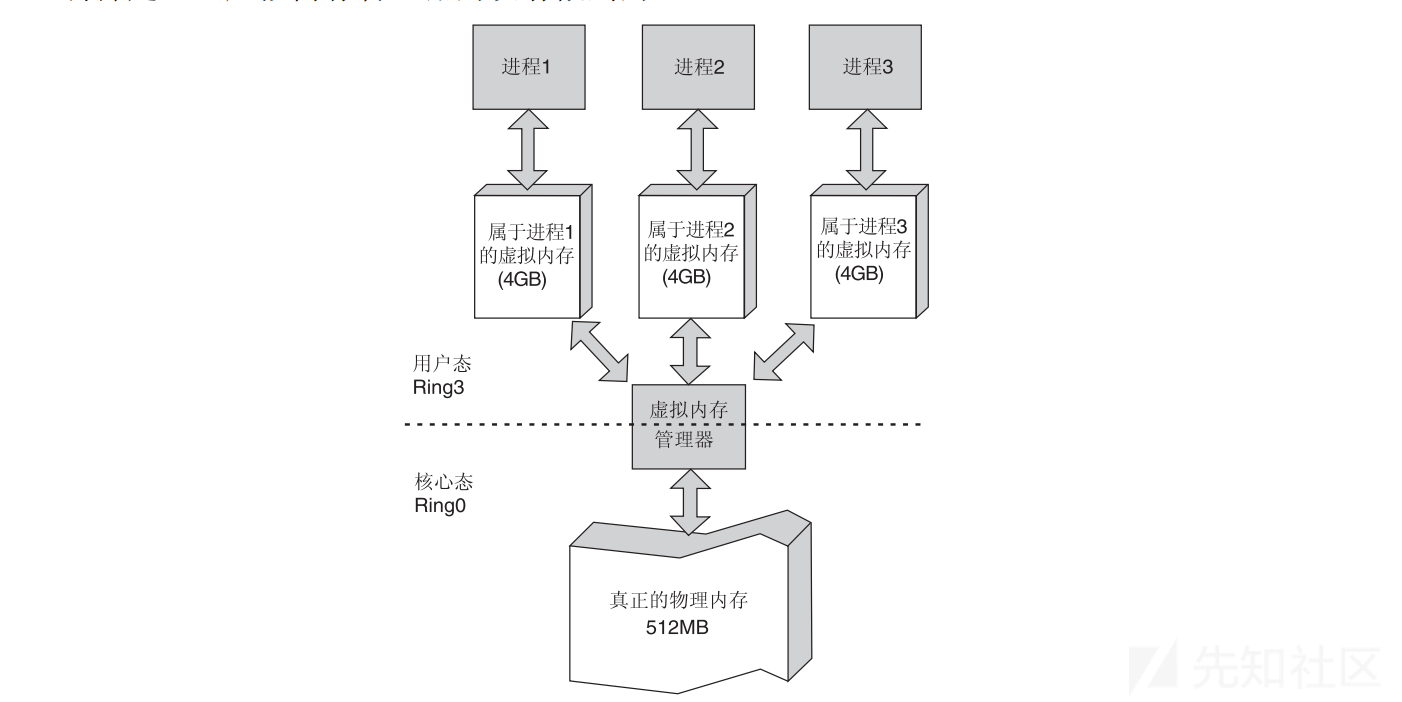 进程1
进程2
进程3
属于进程1
的虚拟内存
(4GB)
属于进程2
的虚拟内存
(4GB)
属于进程3
的虚拟内存
(4GB)
用户态
Ring3
虚拟内存
管理器
核心态
Ring0
真正的物理内存
512MB
先知社区